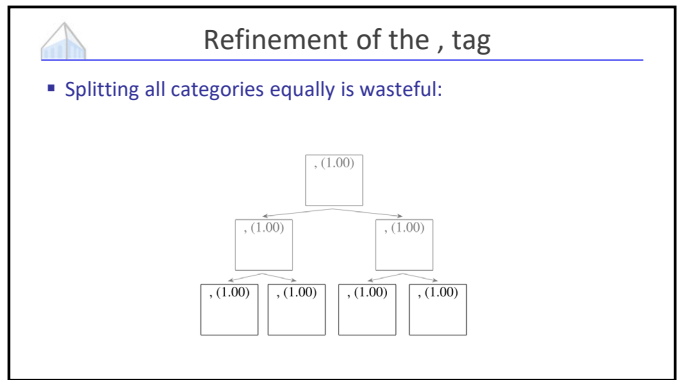 Refinement of the , tag
▪ Splitting all categories equally is wasteful:
, (1.00)
, (1.00) , (1.00)
, (1.00) , (1.00) , (1.00) , (1.00)